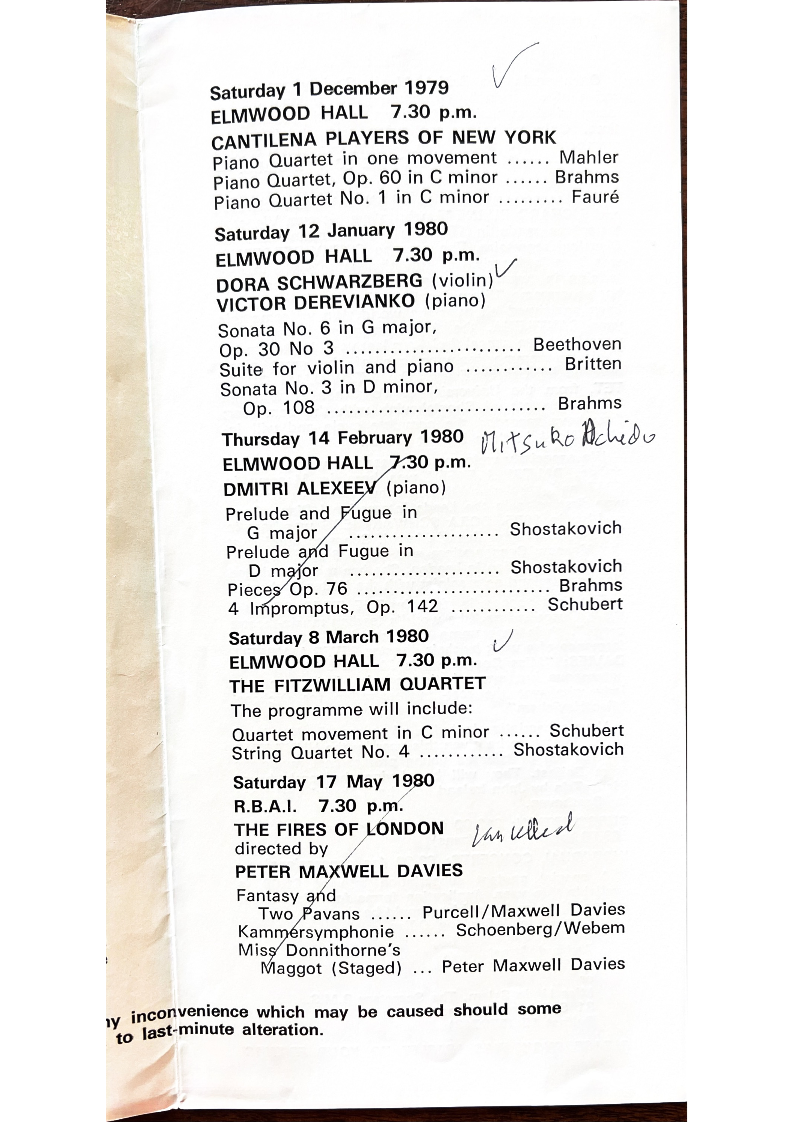 Saturday 1 December 1979
ELMWOOD HALL 7.30 p.m.
CANTILENA PLAYERS OF NEW YORK
Piano Quartet in one movement ...... Mahler
Piano Quartet, Op. 60 in C minor ...... Brahms
Piano Quartet No. 1 in C minor ......... Fauré
Saturday 12 January 1980
ELMWOOD HALL 7.30 p.m.
DORA SCHWARZBERG (violin)
VICTOR DEREVIANKO (piano)
Sonata No. 6 in G major,
Op. 30 No 3 ........................ Beethoven
Suite for violin and piano ............ Britten
Sonata No. 3 in D minor,
Op. 108 .............................. Brahms
Thursday 14 February 1980 Mitsuko
ELMWOOD HALL 7.30 p.m.
DMITRI ALEXEEV (piano)
Prelude and Fugue in
G major ..................... Shostakovich
Prelude and Fugue in
D major ..................... Shostakovich
Pieces Op. 76 .......................... Brahms
4 Impromptus, Op. 142 ............ Schubert
Saturday 8 March 1980
ELMWOOD HALL 7.30 p.m.
THE FITZWILLIAM QUARTET
The programme will include:
Quartet movement in C minor ...... Schubert
String Quartet No. 4 ............ Shostakovich
Saturday 17 May 1980
R.B.A.I. 7.30 p.m.
THE FIRES OF LONDON cancelled
directed by
PETER MAXWELL DAVIES
Fantasy and
Two Pavans ...... Purcell/Maxwell Davies
Kammersymphonie ...... Schoenberg/Webern
Miss Donnithorne's
Maggot (Staged) ... Peter Maxwell Davies
inconvenience which may be caused should some
to last-minute alteration.